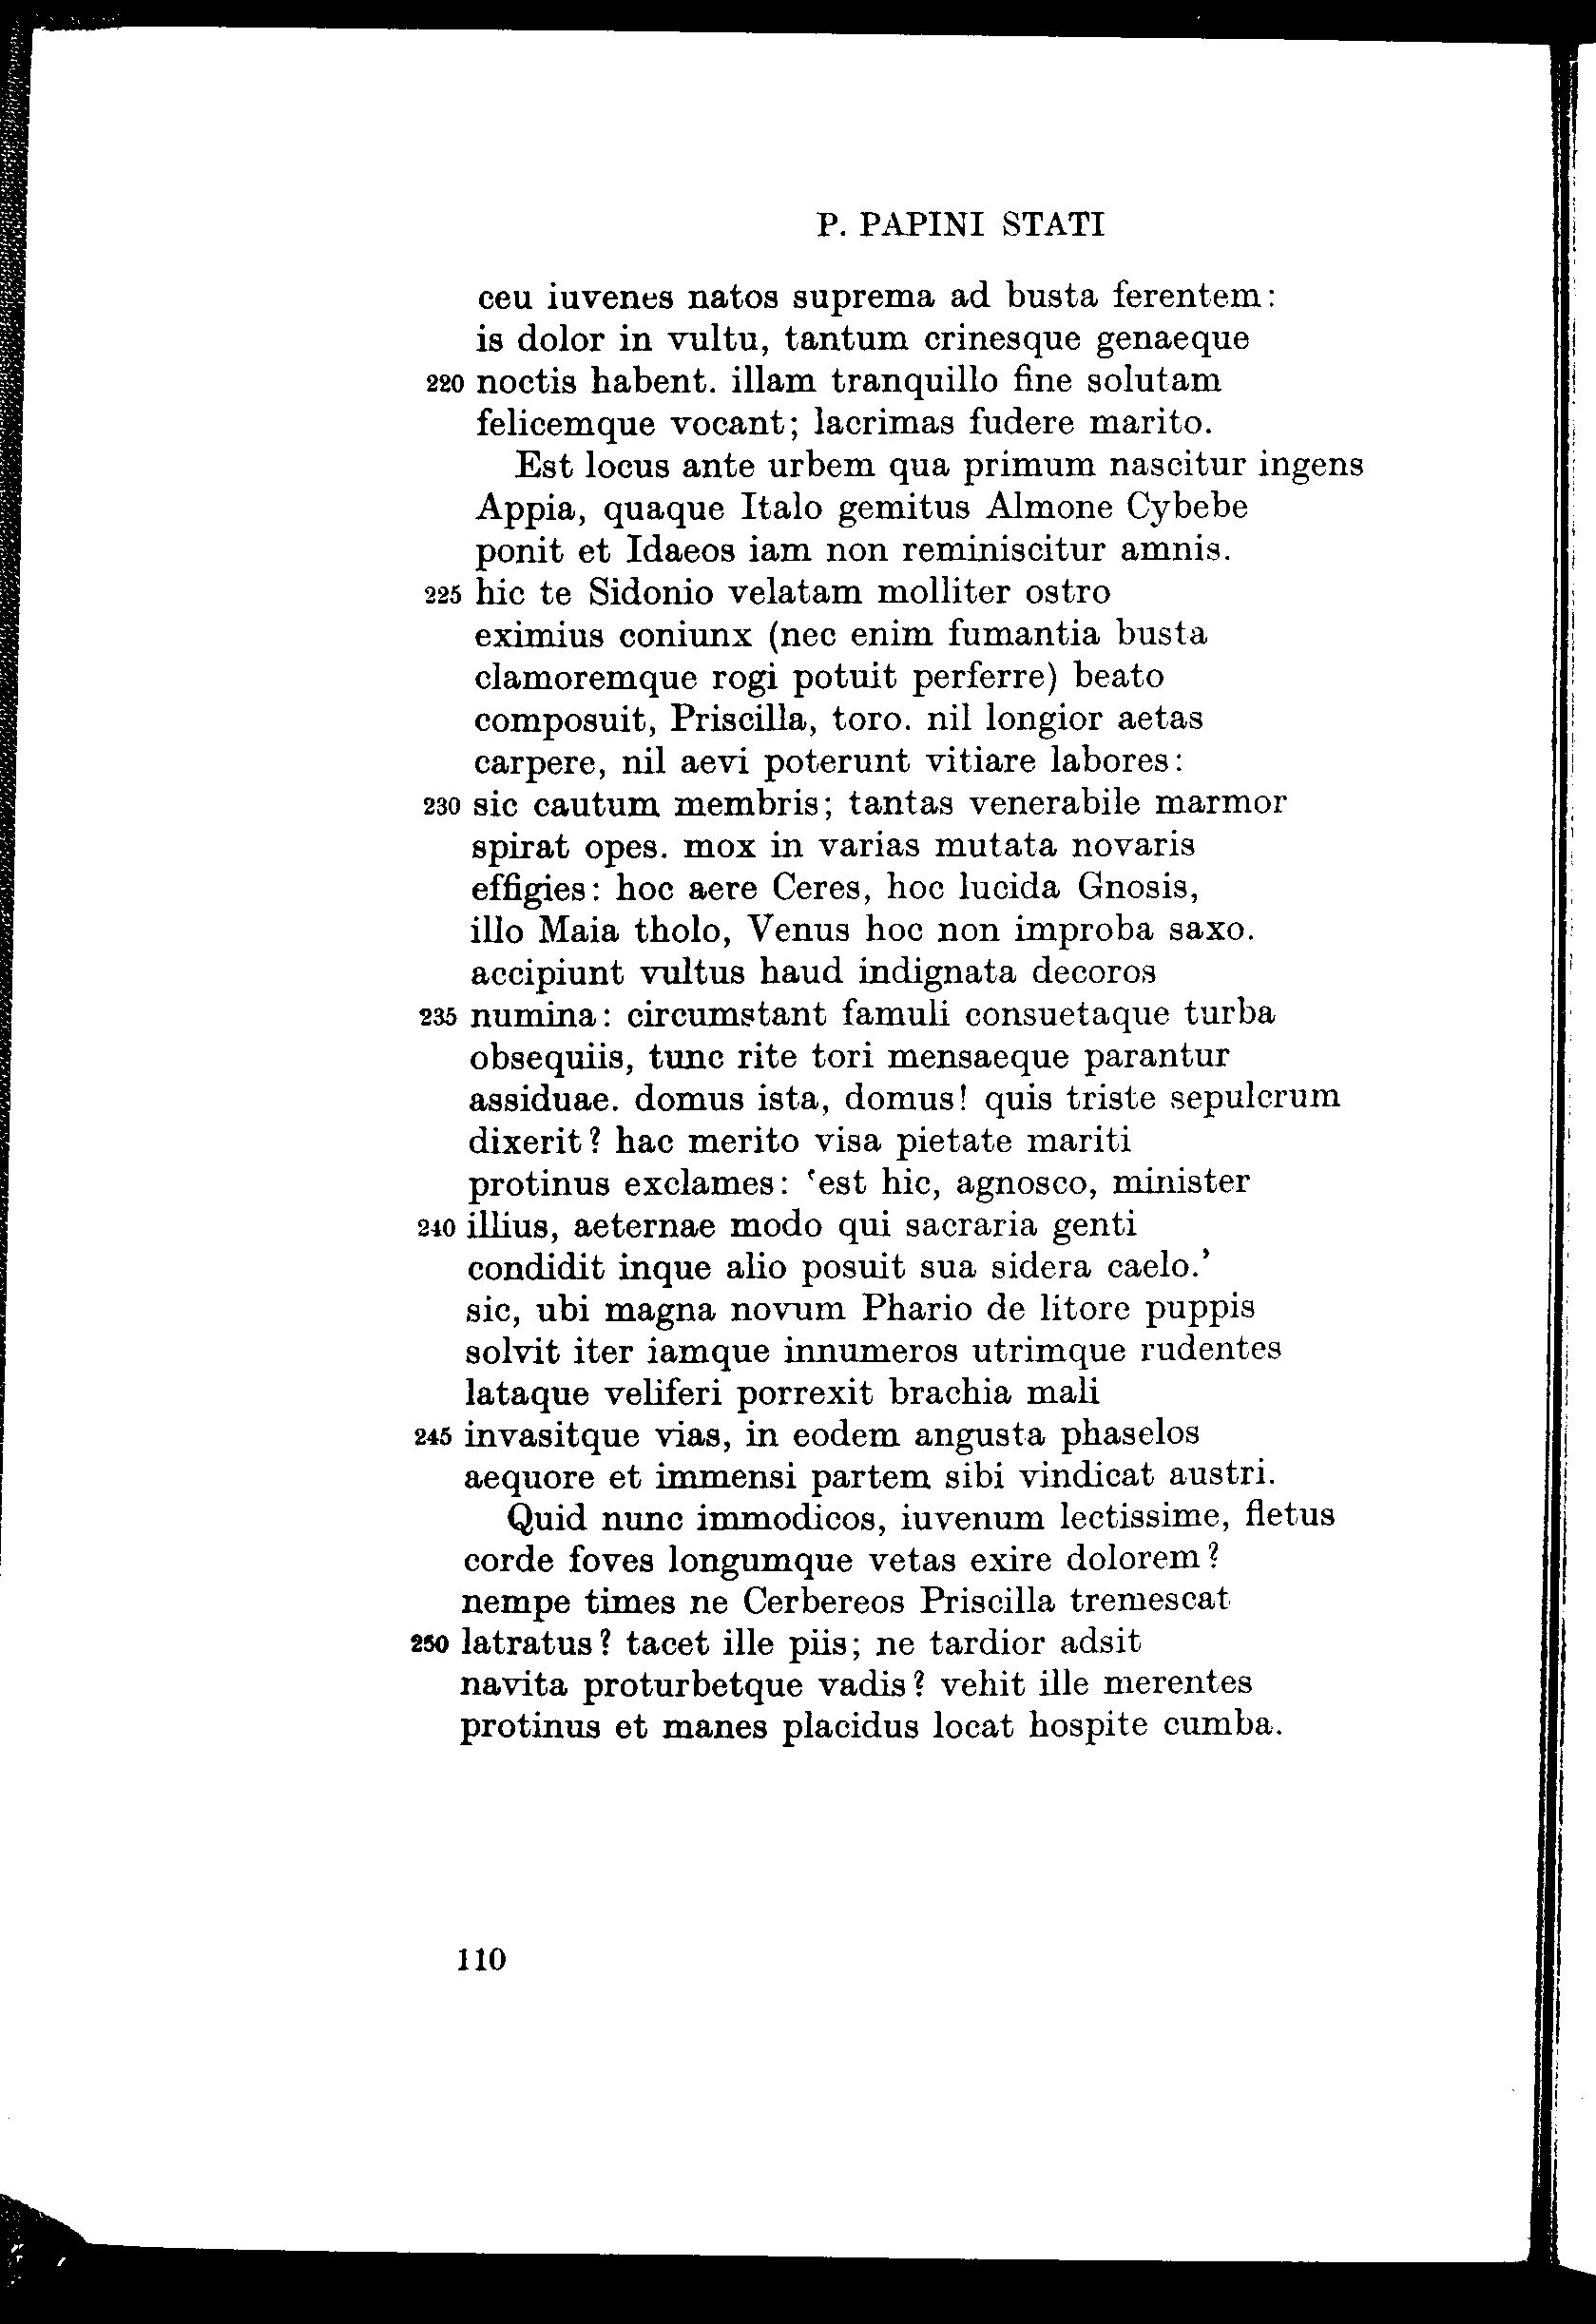 P. PAPINI STATI
ceu iuvenes natos suprema ad busta ferentem:
is dolor in vultu, tantum crinesque genaeque
220 noctis habent. illam tranquillo fine solutam
felicemque vocant; lacrimas fudere marito.
Est locus ante urbem qua primum nascitur ingens
Appia, quaque Italo gemitus Almone Cybebe
ponit et Idaeos iam non reminiscitur amnis.
225 hic te Sidonio velatam molliter ostro
eximius coniunx (nec enim fumantia busta
clamoremque rogi potuit perferre) beato
composuit, Priscilla, toro. nil longior aetas
carpere, nil aevi poterunt vitiare labores:
230 sic cautum membris; tantas venerabile marmor
spirat opes. mox in varias mutata novaris
effigies: hoc aere Ceres, hoc lucida Gnosis,
illo Maia tholo, Venus hoc non improba saxo.
accipiunt vultus haud indignata decoros
235 numina: circumstant famuli consuetaque turba
obsequiis, tunc rite tori mensaeque parantur
assiduae. domus ista, domus! quis triste sepulcrum
dixerit? hac merito visa pietate mariti
protinus exclames: ‘est hic, agnosco, minister
240 illius, aeternae modo qui sacraria genti
condidit inque alio posuit sua sidera caelo.’
sic, ubi magna novum Phario de litore puppis
solvit iter iamque innumeros utrimque rudentes
lataque veliferi porrexit brachia mali
245 invasitque vias, in eodem angusta phaselos
aequore et immensi partem sibi vindicat austri.
Quid nunc immodicos, iuvenum lectissime, fletus
corde foves longumque vetas exire dolorem?
nempe times ne Cerbereos Priscilla tremescat
250 latratus? tacet ille piis; ne tardior adsit
navita proturbetque vadis? vehit ille merentes
protinus et manes placidus locat hospite cumba.
110